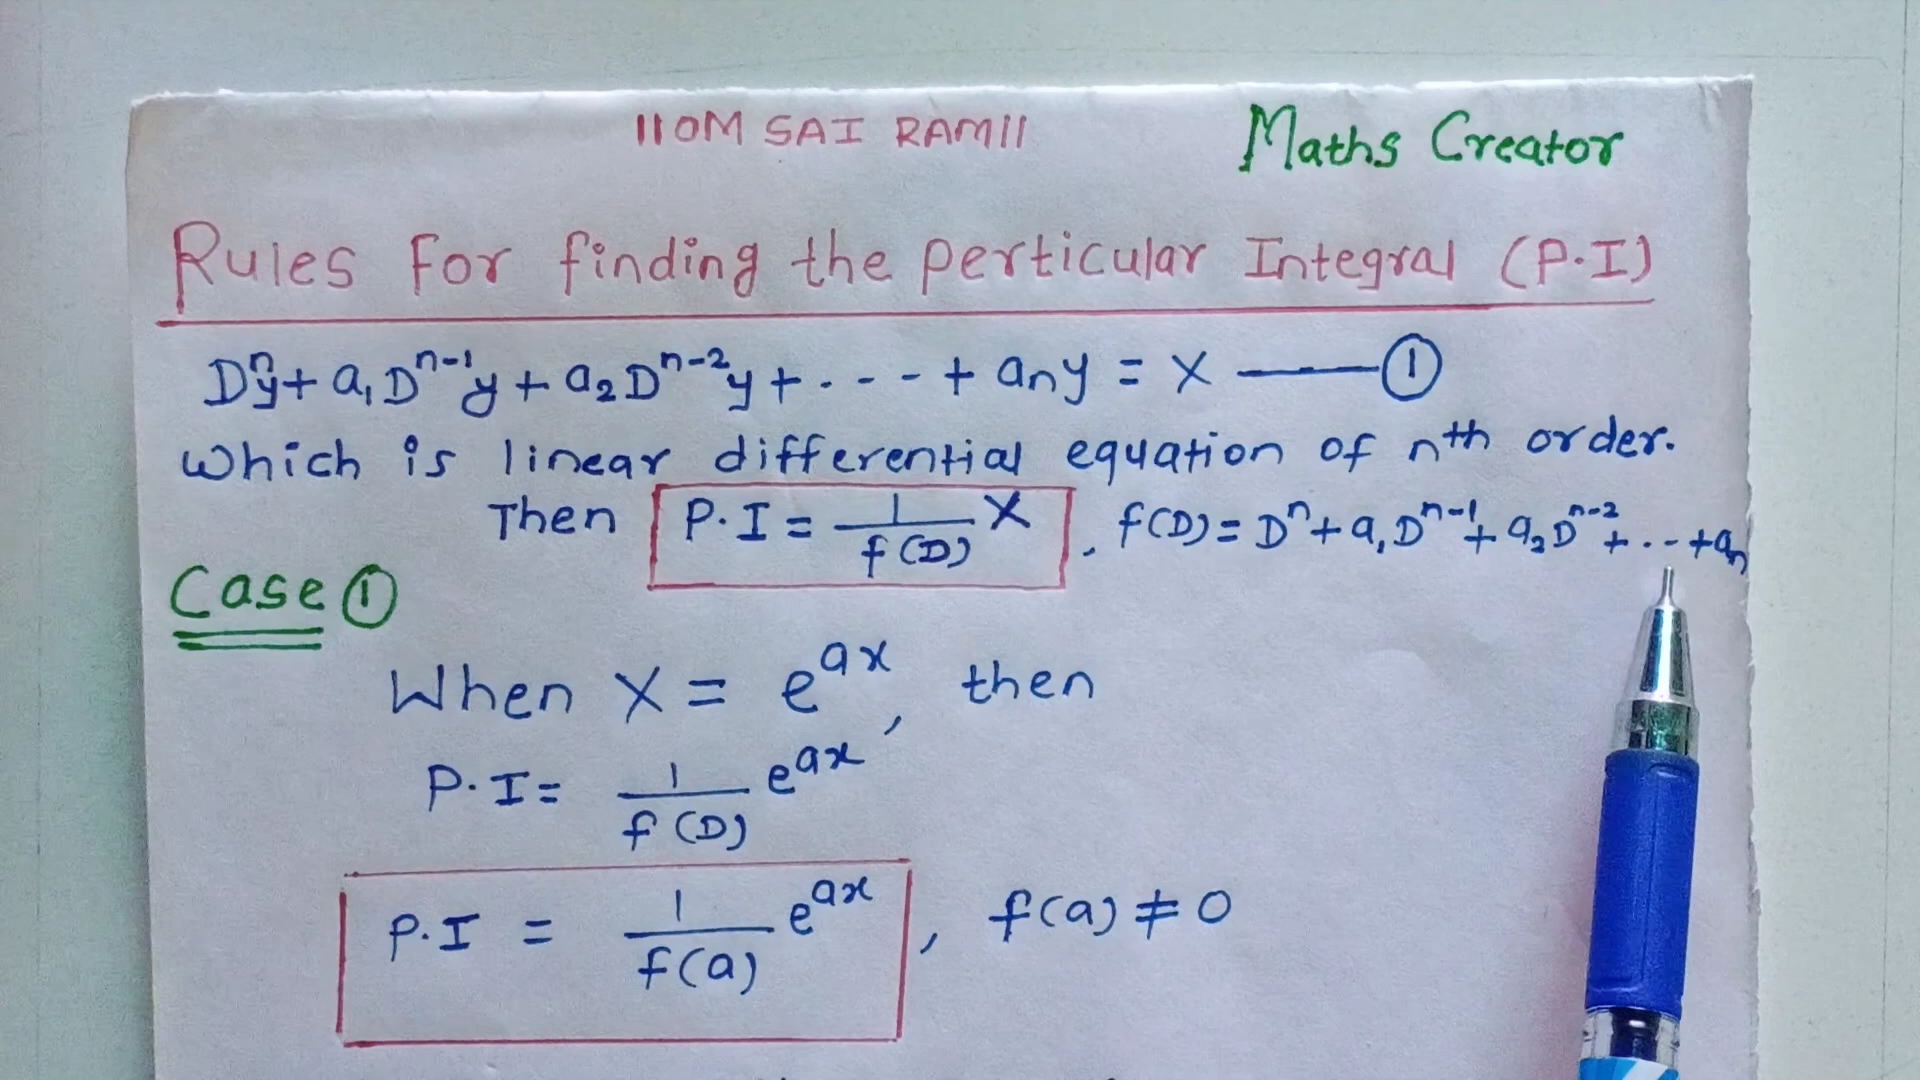 ||OM SAI RAM||
Maths Creator
Rules For finding the perticular Integral (P.I)
Dⁿy + a₁Dⁿ⁻¹y + a₂Dⁿ⁻²y + . - - - + any = X —— ①
which is linear differential equation of nth order.
Then P.I = 1/f(D) X , f(D) = Dⁿ + a₁Dⁿ⁻¹ + a₂Dⁿ⁻² + . - - + aₙ
Case ①
When X = e^ax, then
P.I = 1/f(D) e^ax
P.I = 1/f(a) e^ax , f(a) ≠ 0